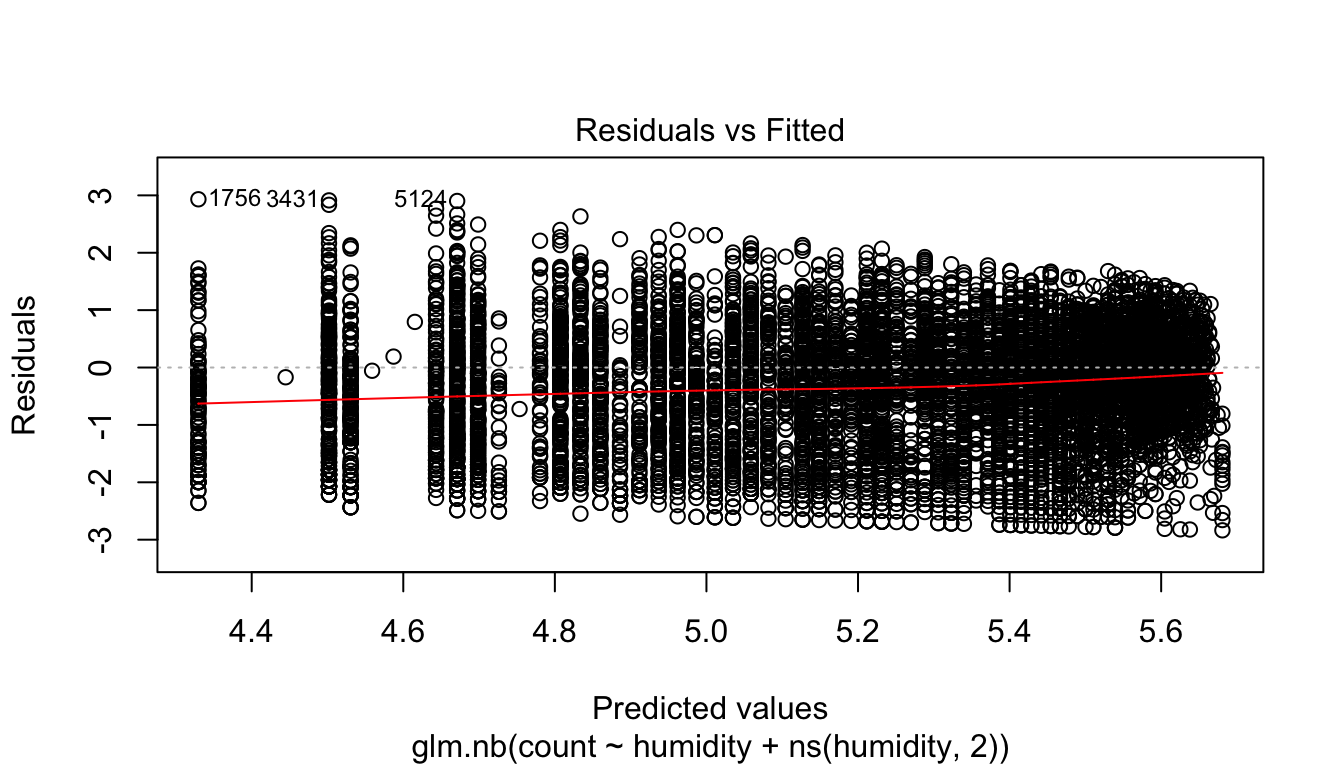 Residuals vs Fitted
Residuals
3
2
1
0
-1
-2
-3
1756 3431 5124
4.4 4.6 4.8 5.0 5.2 5.4 5.6
Predicted values
glm.nb(count ~ humidity + ns(humidity, 2))